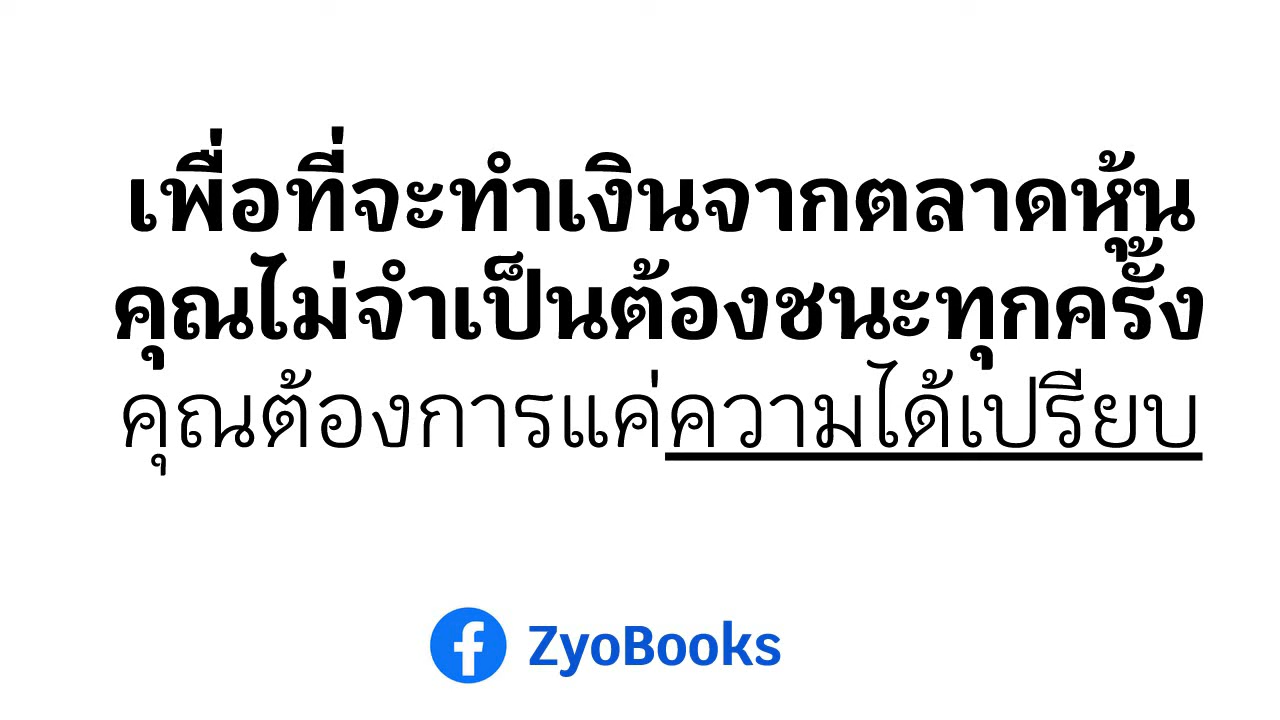 เพื่อที่จะทำเงินจากตลาดหุ้น
คุณไม่จำเป็นต้องชนะทุกครั้ง
คุณต้องการแค่ความได้เปรียบ
ZyoBooks